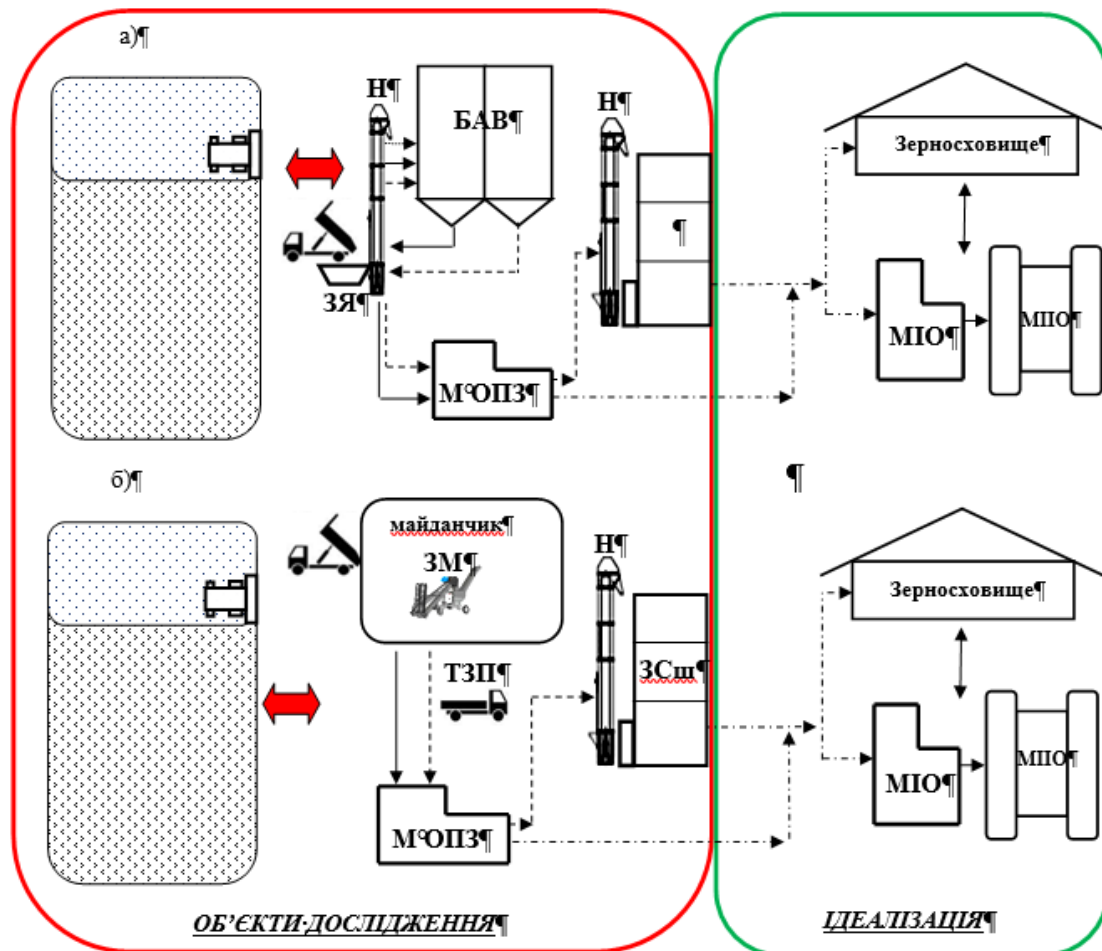 а)¶
Н¶
БАВ¶
Н¶
¶
ЗЯ¶
М°ОПЗ¶
Зерносховище¶
МІО¶
МПО¶
¶
б)¶
майданчик¶
ЗМ¶
ТЗП¶
Н¶
ЗСш¶
М°ОПЗ¶
Зерносховище¶
МІО¶
МПО¶
ОБ’ЄКТИ·ДОСЛІДЖЕННЯ¶
ІДЕАЛІЗАЦІЯ¶